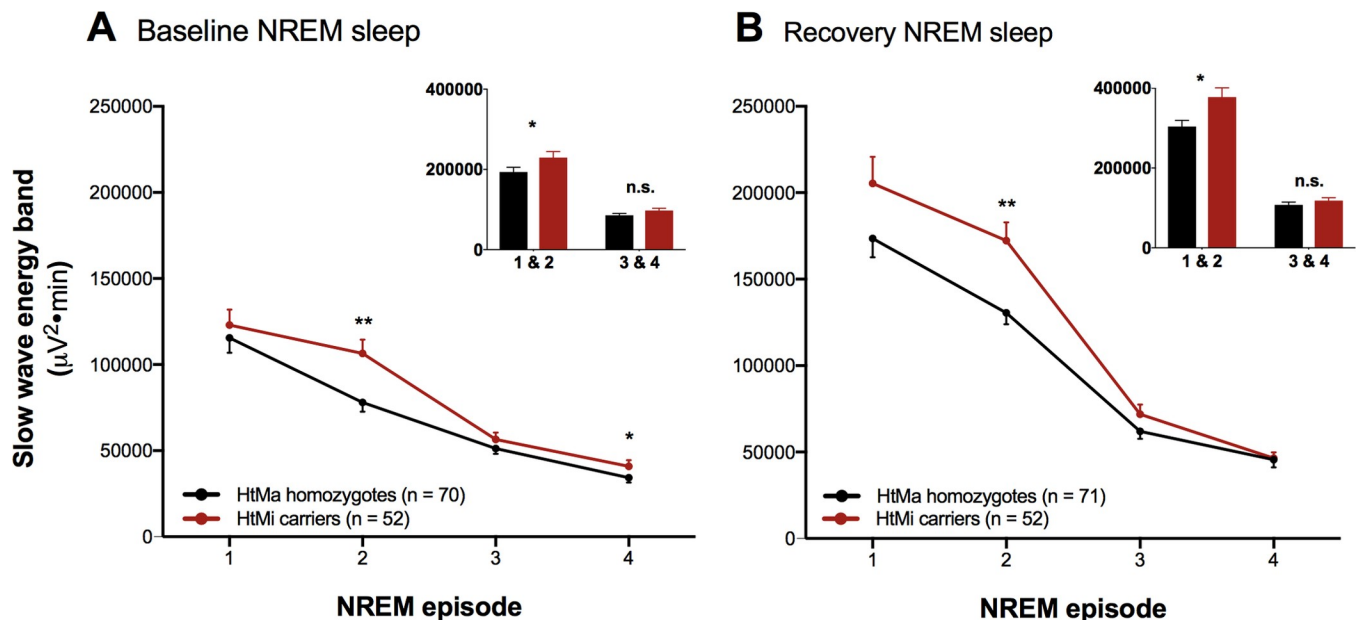 A Baseline NREM sleep
Slow wave energy band
(μV²•min)
250000
200000
150000
100000
50000
0
1 2 3 4
NREM episode
** 
*
HtMa homozygotes (n = 70)
HtMi carriers (n = 52)
400000
200000
0
*
n.s.
1 & 2 3 & 4
B Recovery NREM sleep
250000
200000
150000
100000
50000
0
1 2 3 4
NREM episode
**
HtMa homozygotes (n = 71)
HtMi carriers (n = 52)
400000
200000
0
*
n.s.
1 & 2 3 & 4